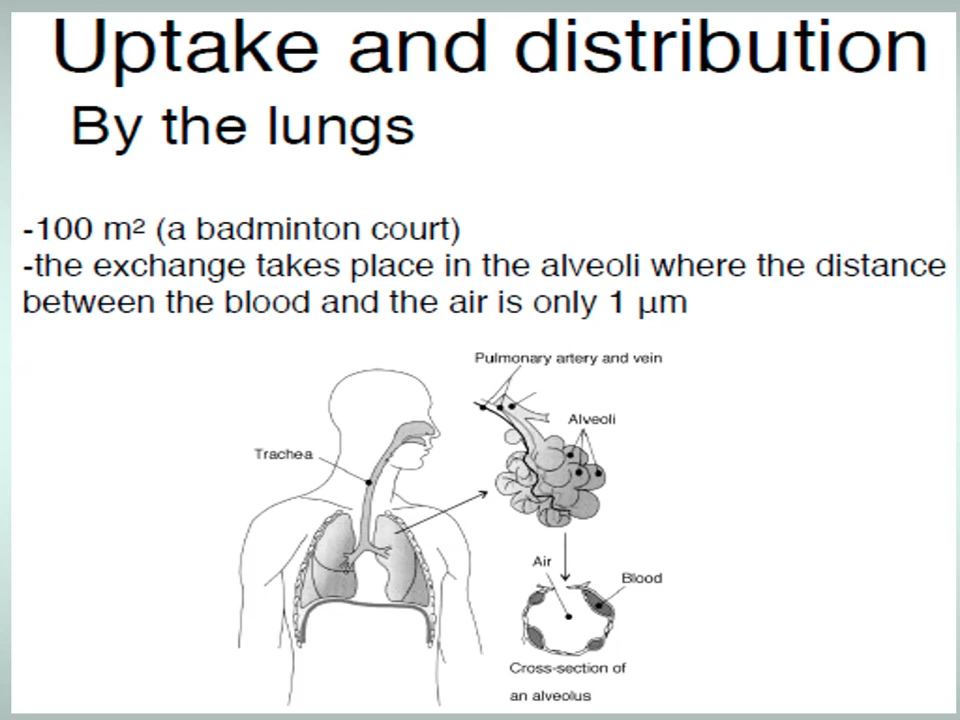 Uptake and distribution
By the lungs
-100 m² (a badminton court)
-the exchange takes place in the alveoli where the distance
between the blood and the air is only 1 μm
Pulmonary artery and vein
Alveoli
Trachea
Air
Blood
Cross-section of
an alveolus